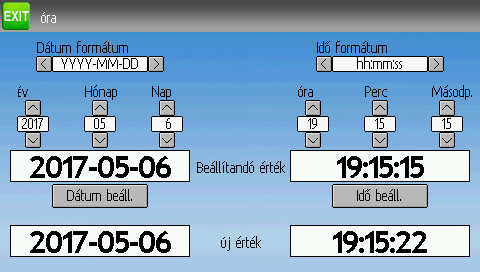 EXIT óra
Dátum formátum Idő formátum
< YYYY-MM-DD > < hh:mm:ss >
év Hónap Nap óra Perc Másodp.
2017 05 6 19 15 15
2017-05-06 Beállítandó érték 19:15:15
Dátum beáll. Idő beáll.
2017-05-06 új érték 19:15:22